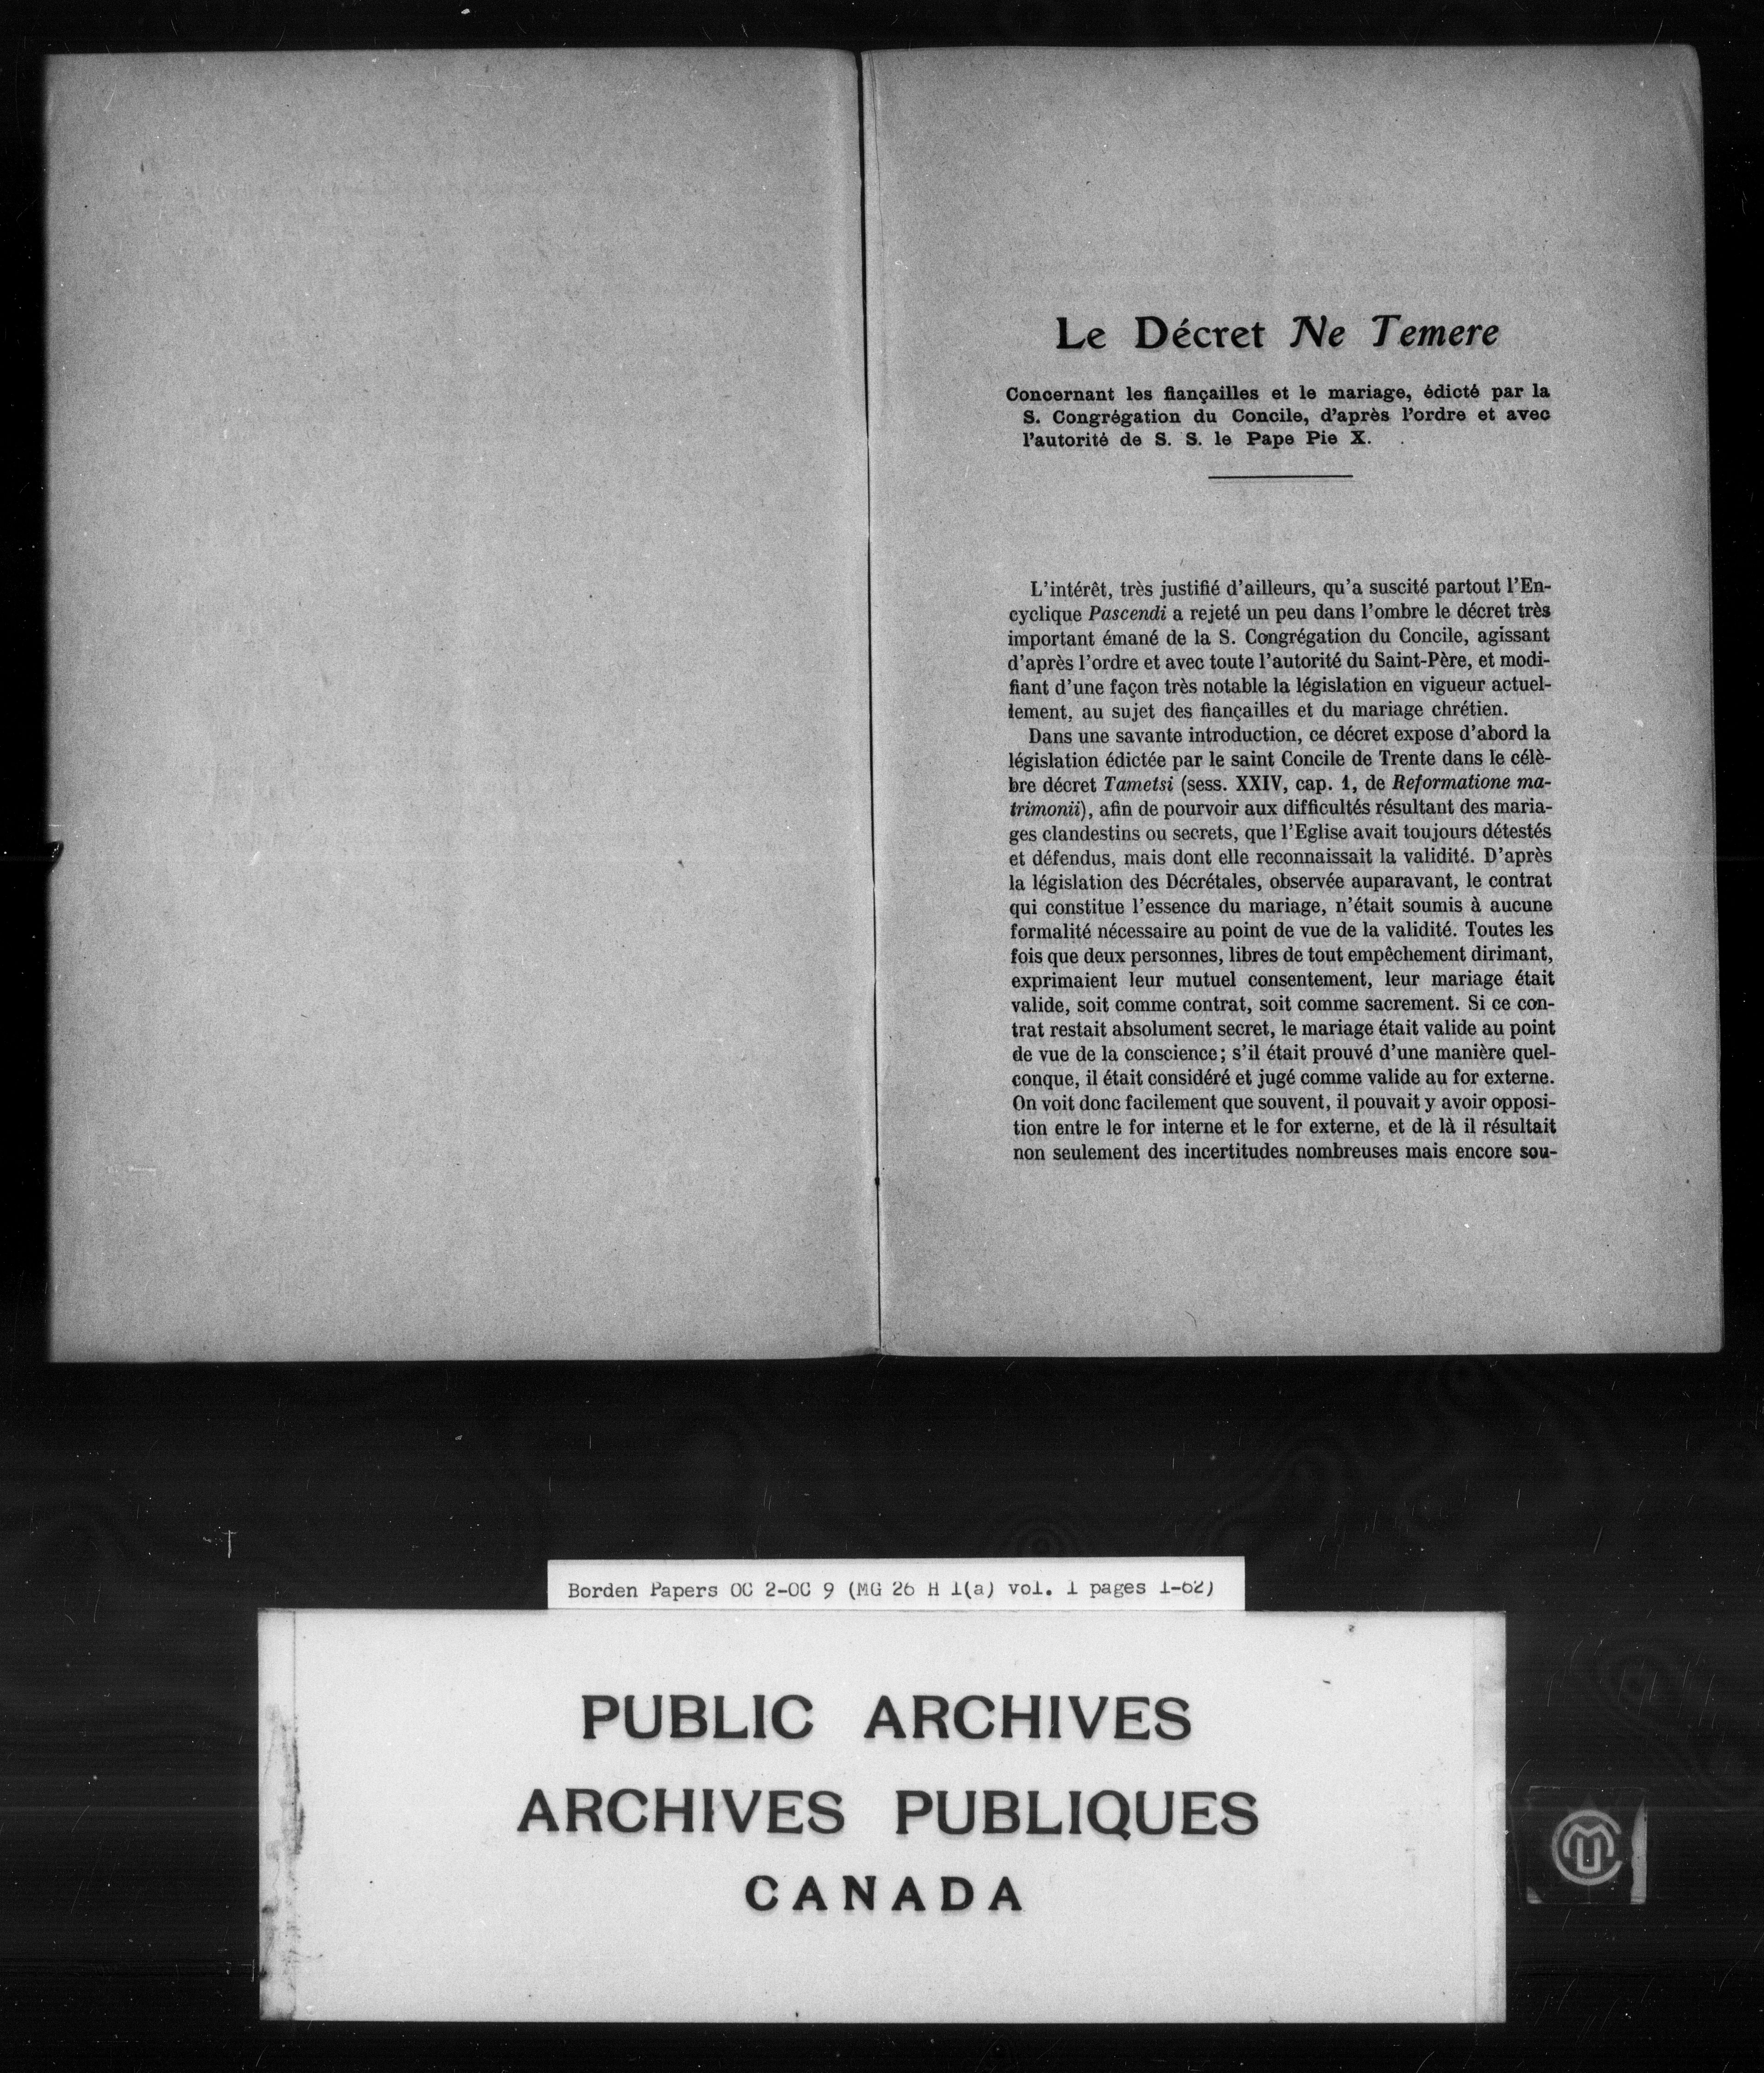 Le Décret Ne Temere
Concernant les fiançailles et le mariage, édicté par la
S. Congrégation du Concile, d'après l'ordre et avec
l'autorité de S. S. le Pape Pie X.
L'intérêt, très justifié d'ailleurs, qu'a suscité partout l'En-
cyclique Pascendi a rejeté un peu dans l'ombre le décret très
important émané de la S. Congrégation du Concile, agissant
d'après l'ordre et avec toute l'autorité du Saint-Père, et modi-
fiant d'une façon très notable la législation en vigueur actuel-
lement, au sujet des fiançailles et du mariage chrétien.
Dans une savante introduction, ce décret expose d'abord la
législation édictée par le saint Concile de Trente dans le célè-
bre décret Tametsi (sess. XXIV, cap. 1, de Reformatione ma-
trimonii), afin de pourvoir aux difficultés résultant des maria-
ges clandestins ou secrets, que l'Eglise avait toujours détestés
et défendus, mais dont elle reconnaissait la validité. D'après
la législation des Décrétales, observée auparavant, le contrat
qui constitue l'essence du mariage, n'était soumis à aucune
formalité nécessaire au point de vue de la validité. Toutes les
fois que deux personnes, libres de tout empêchement dirimant,
exprimaient leur mutuel consentement, leur mariage était
valide, soit comme contrat, soit comme sacrement. Si ce con-
trat restait absolument secret, le mariage était valide au point
de vue de la conscience; s'il était prouvé d'une manière quel-
conque, il était considéré et jugé comme valide au for externe.
On voit donc facilement que souvent, il pouvait y avoir opposi-
tion entre le for interne et le for externe, et de là il résultait
non seulement des incertitudes nombreuses mais encore sou-
Borden Papers OC 2-OC 9 (MG 26 H 1(a) vol. 1 pages 1-62)
PUBLIC ARCHIVES
ARCHIVES PUBLIQUES
CANADA